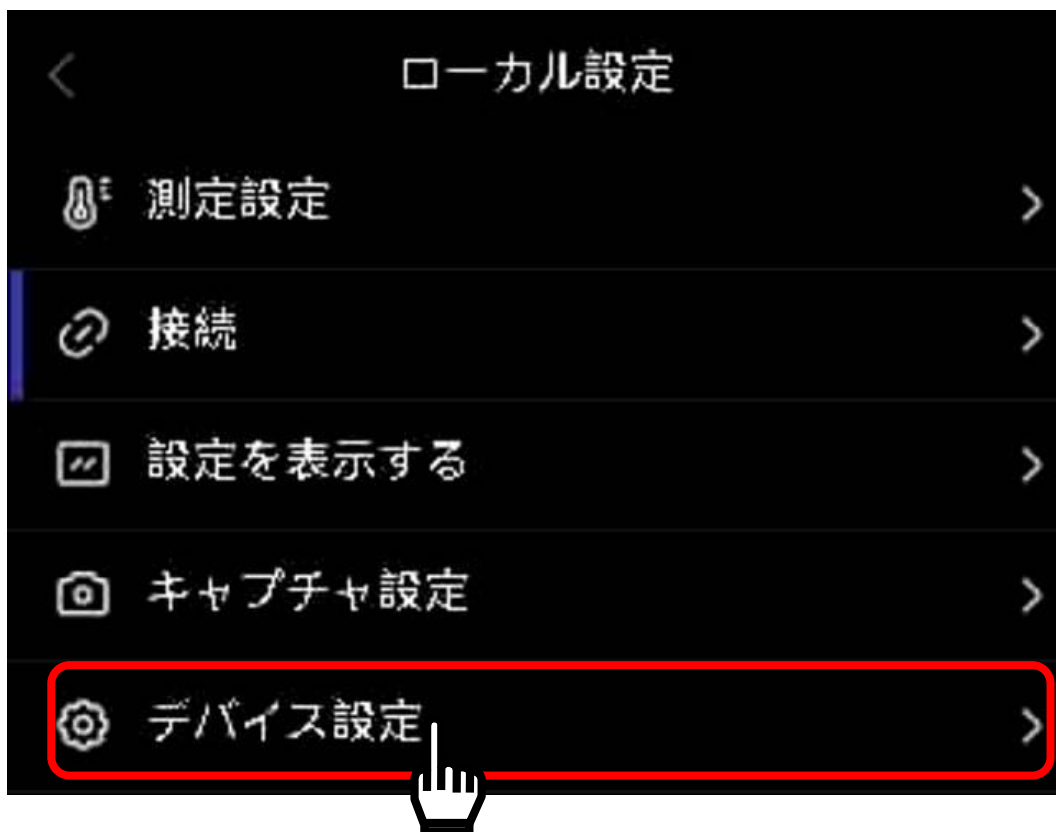 ローカル設定
測定設定
接続
設定を表示する
キャプチャ設定
デバイス設定